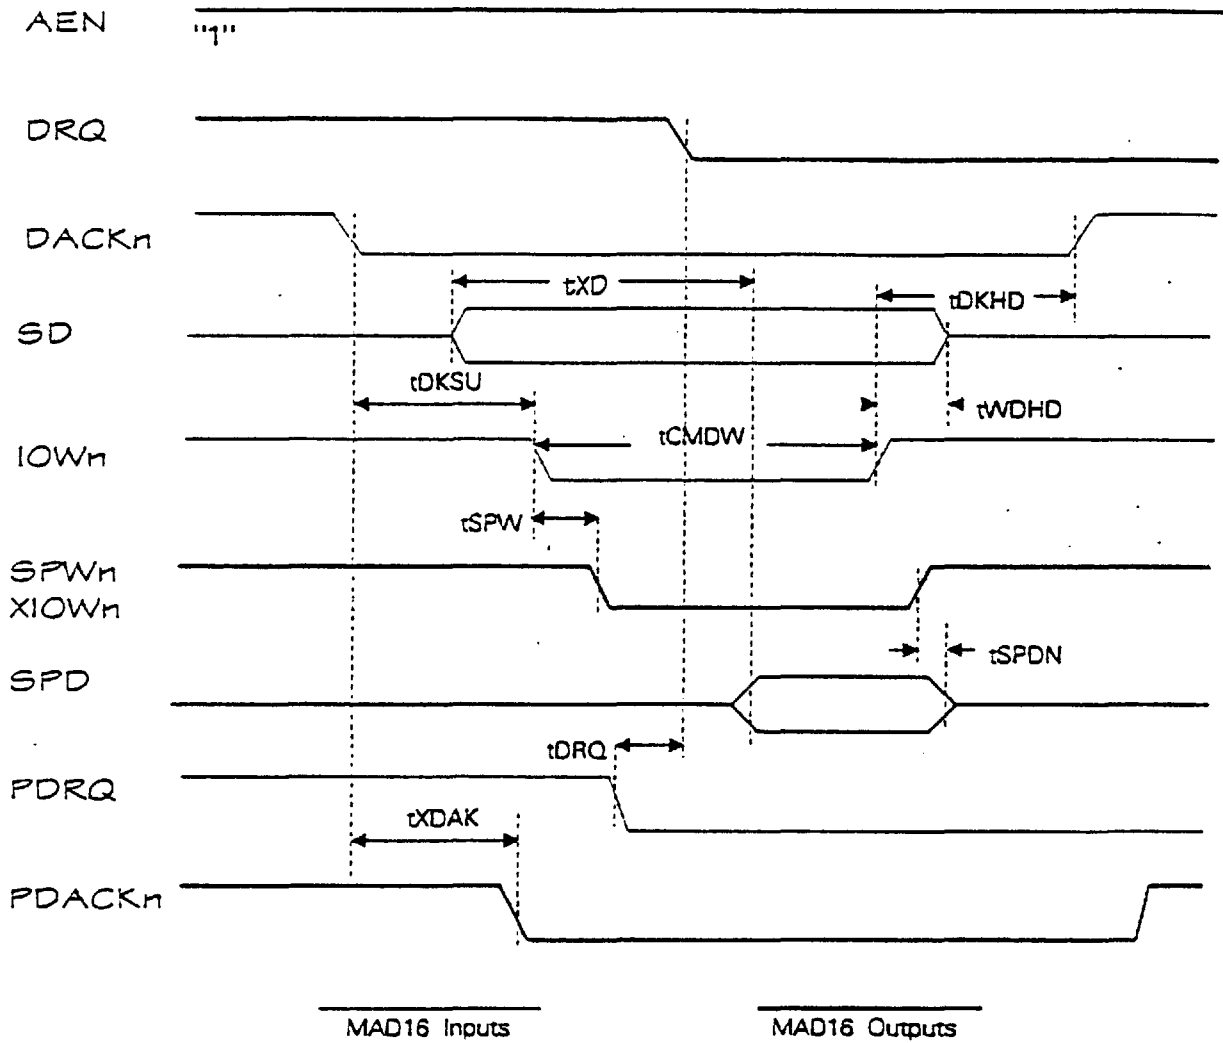 AEN
"1"
DRQ
DACKn
tXD
tDKHD
SD
tDKSU
tWDHD
tCMDW
IOWn
tSPW
SPWn
XIOWn
tSPDN
SPD
tDRQ
PDRQ
tXDAK
PDACKn
MAD16 Inputs
MAD16 Outputs